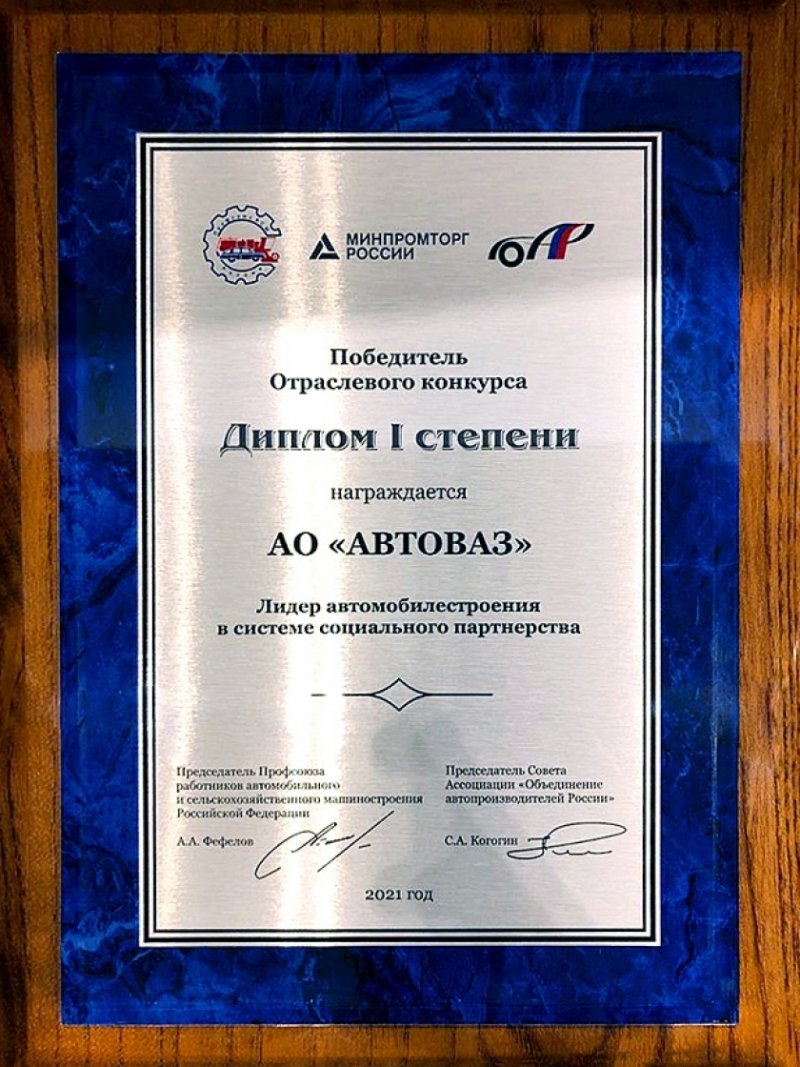 МИНПРОМТОРГ
РОССИИ
ОАР
Победитель
Отраслевого конкурса
Диплом I степени
награждается
АО «АВТОВАЗ»
Лидер автомобилестроения
в системе социального партнерства
Председатель Профсоюза
работников автомобильного
и сельскохозяйственного машиностроения
Российской Федерации
А.А. Фефелов
Председатель Совета
Ассоциации «Объединение
автопроизводителей России»
С.А. Когогин
2021 год